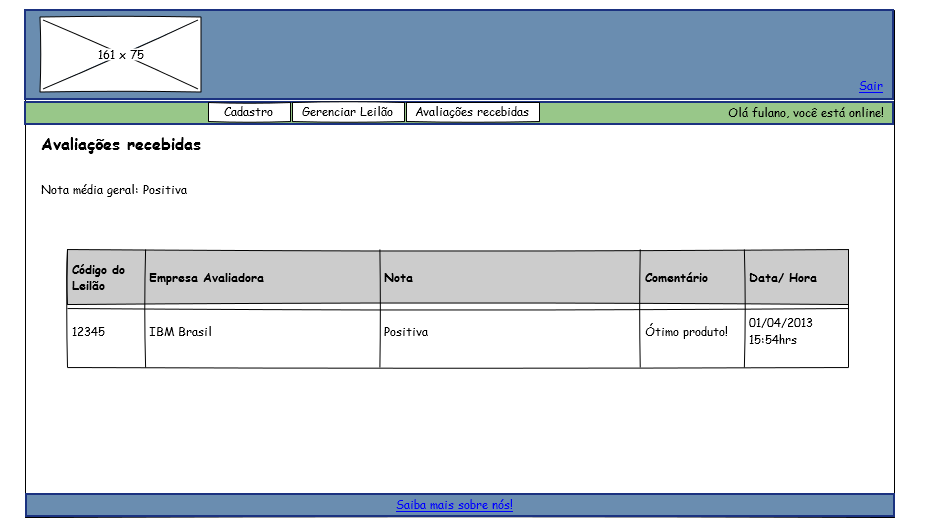 161 x 75
Sair
Cadastro Gerenciar Leilão Avaliações recebidas Olá fulano, você está online!
Avaliações recebidas
Nota média geral: Positiva
Código do
Leilão
Empresa Avaliadora
Nota
Comentário
Data/ Hora
12345
IBM Brasil
Positiva
Ótimo produto!
01/04/2013
15:54hrs
Saiba mais sobre nós!